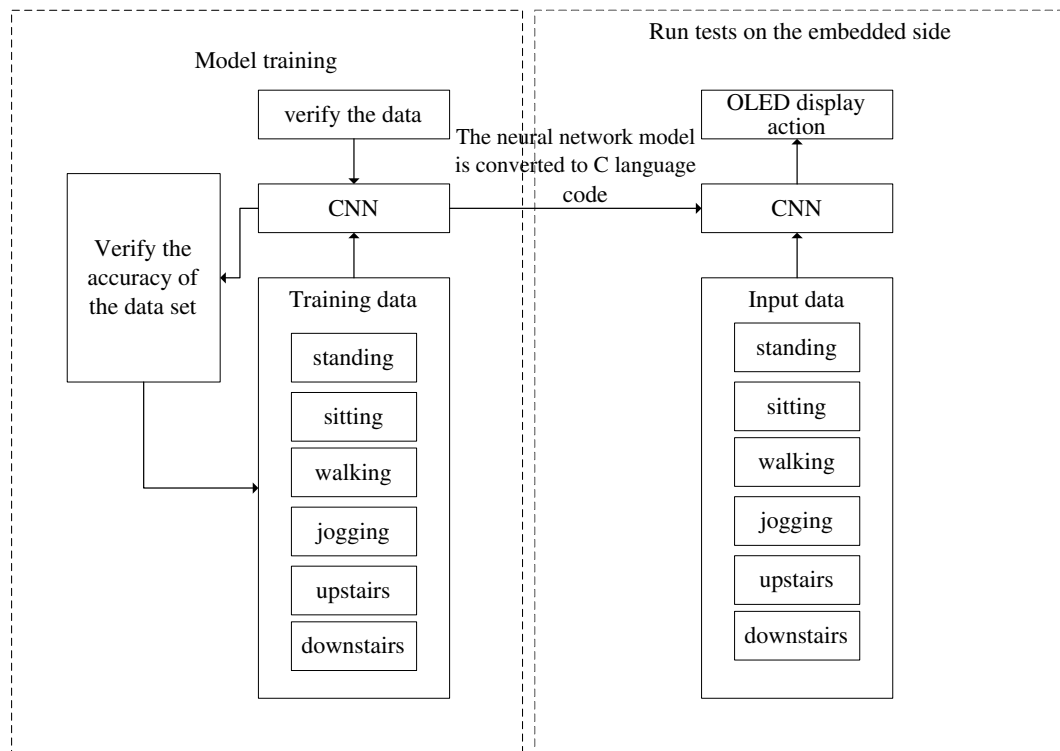 Model training
verify the data
CNN
Verify the
accuracy of
the data set
Training data
standing
sitting
walking
jogging
upstairs
downstairs
The neural network model
is converted to C language
code
Run tests on the embedded side
OLED display
action
CNN
Input data
standing
sitting
walking
jogging
upstairs
downstairs